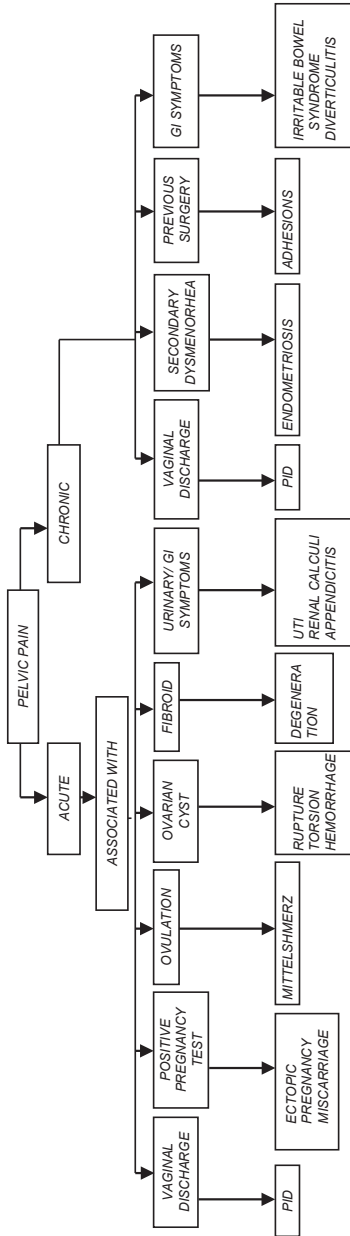 PELVIC PAIN
ACUTE
CHRONIC
ASSOCIATED WITH
VAGINAL
DISCHARGE
POSITIVE
PREGNANCY
TEST
OVULATION
OVARIAN
CYST
FIBROID
URINARY/ GI
SYMPTOMS
VAGINAL
DISCHARGE
SECONDARY
DYSMENORHEA
PREVIOUS
SURGERY
GI SYMPTOMS
PID
ECTOPIC
PREGNANCY
MISCARRIAGE
MITTELSHMERZ
RUPTURE
TORSION
HEMORRHAGE
DEGENERA
TION
UTI
RENAL CALCULI
APPENDICITIS
PID
ENDOMETRIOSIS
ADHESIONS
IRRITABLE BOWEL
SYNDROME
DIVERTICULITIS